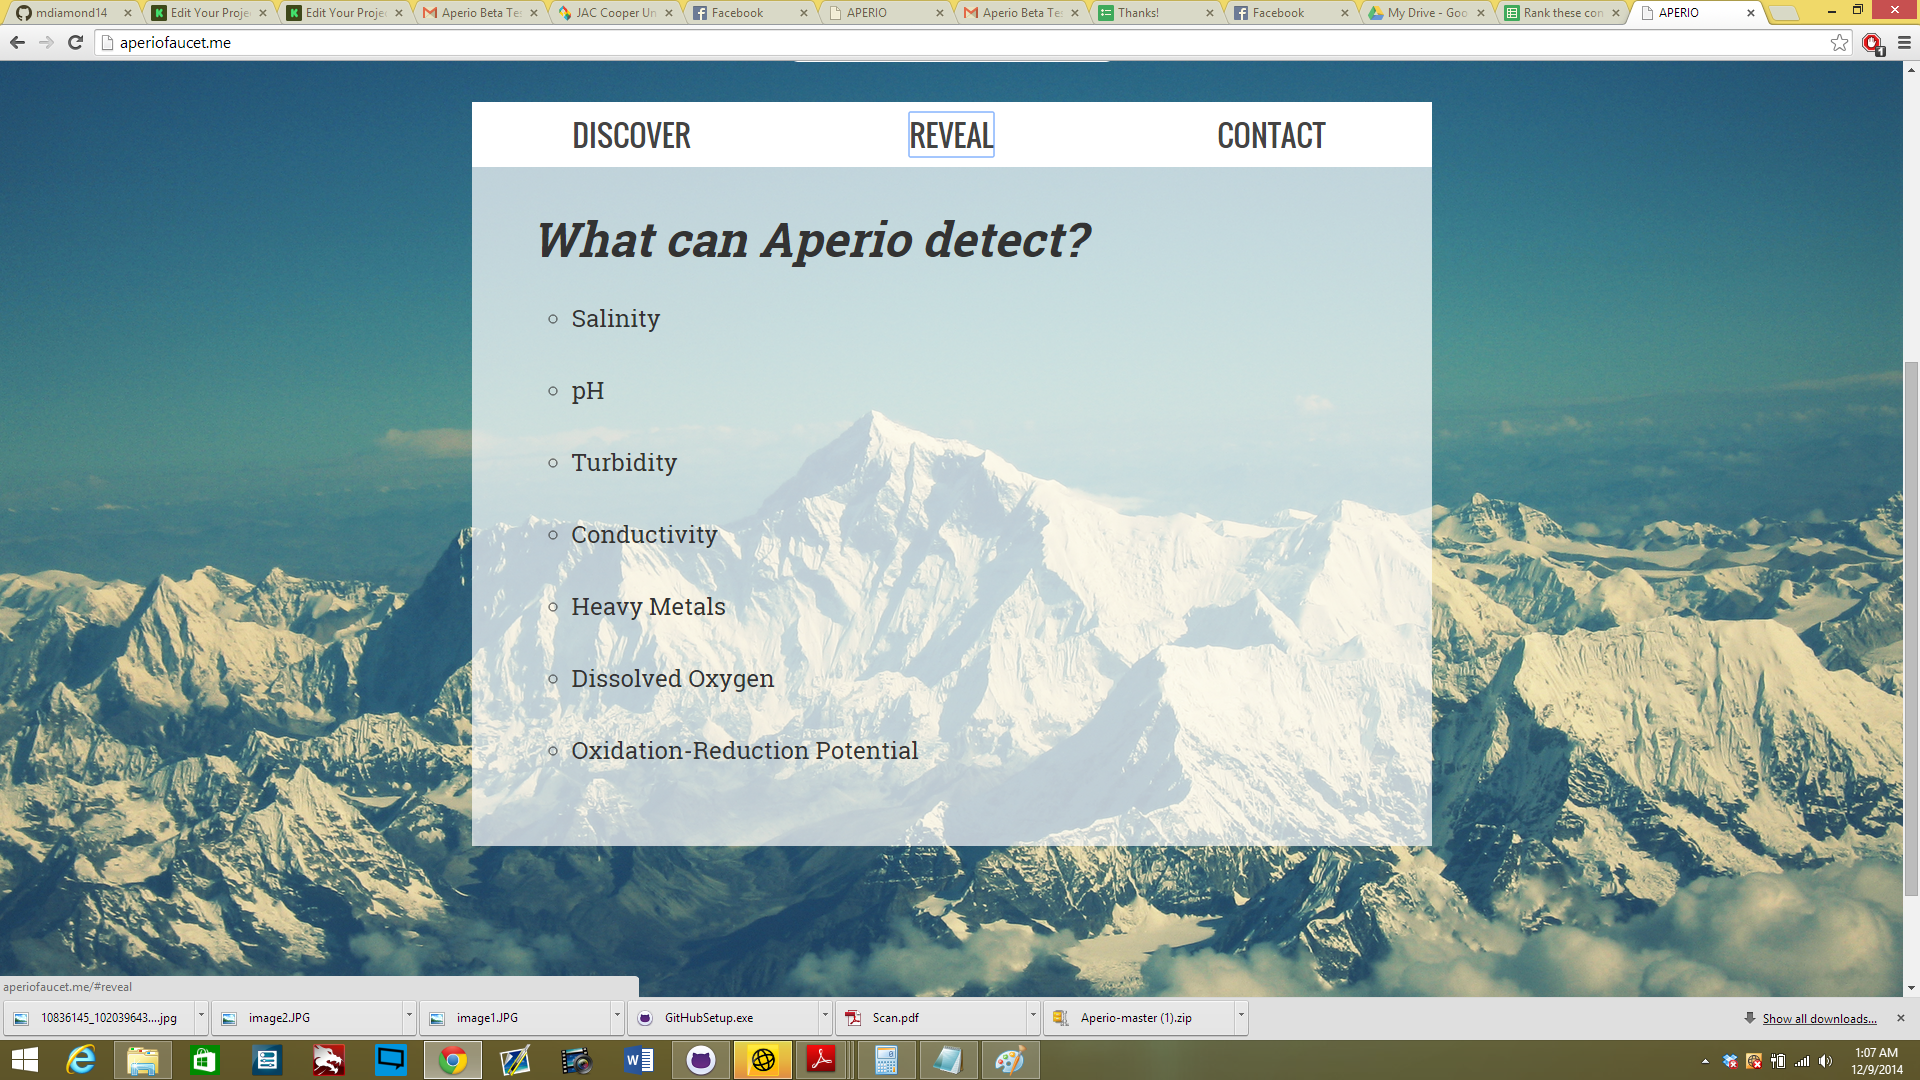 mdiamond14
Edit Your Proje
Edit Your Proje
Aperio Beta Tes
JAC Cooper Un
Facebook
APERIO
Aperio Beta Tes
Thanks!
Facebook
My Drive - Goo
Rank these con
APERIO
aperiofaucet.me
1
DISCOVER
REVEAL
CONTACT
What can Aperio detect?
Salinity
pH
Turbidity
Conductivity
Heavy Metals
Dissolved Oxygen
Oxidation-Reduction Potential
aperiofaucet.me/#reveal
10836145_102039643....jpg
image2.JPG
image1.JPG
GitHubSetup.exe
Scan.pdf
Aperio-master (1).zip
Show all downloads...
1:07 AM
12/9/2014